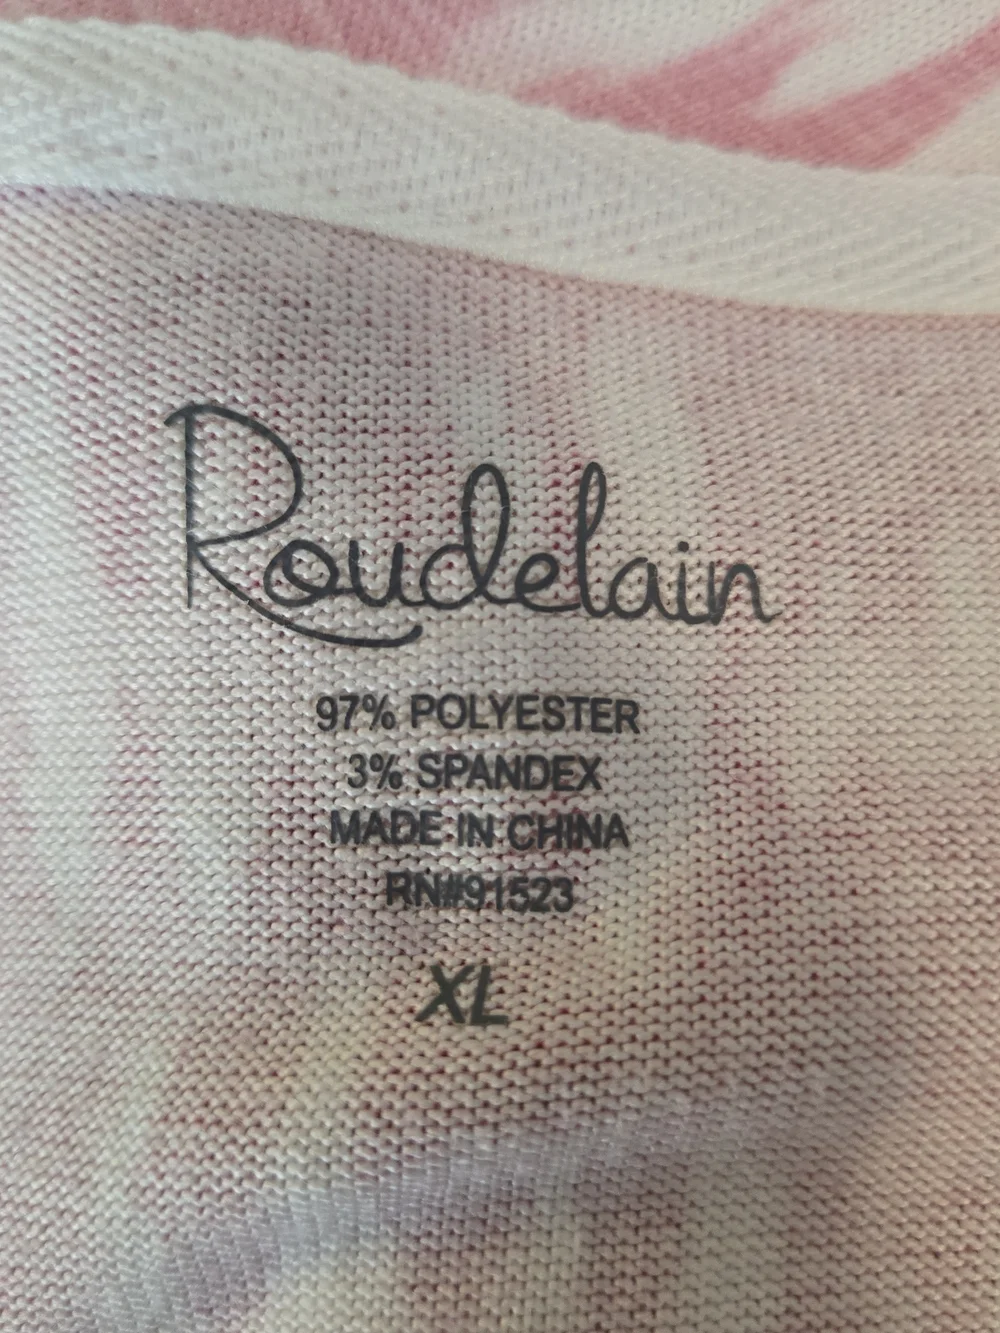 Roudelain
97% POLYESTER
3% SPANDEX
MADE IN CHINA
RN#91523
XL